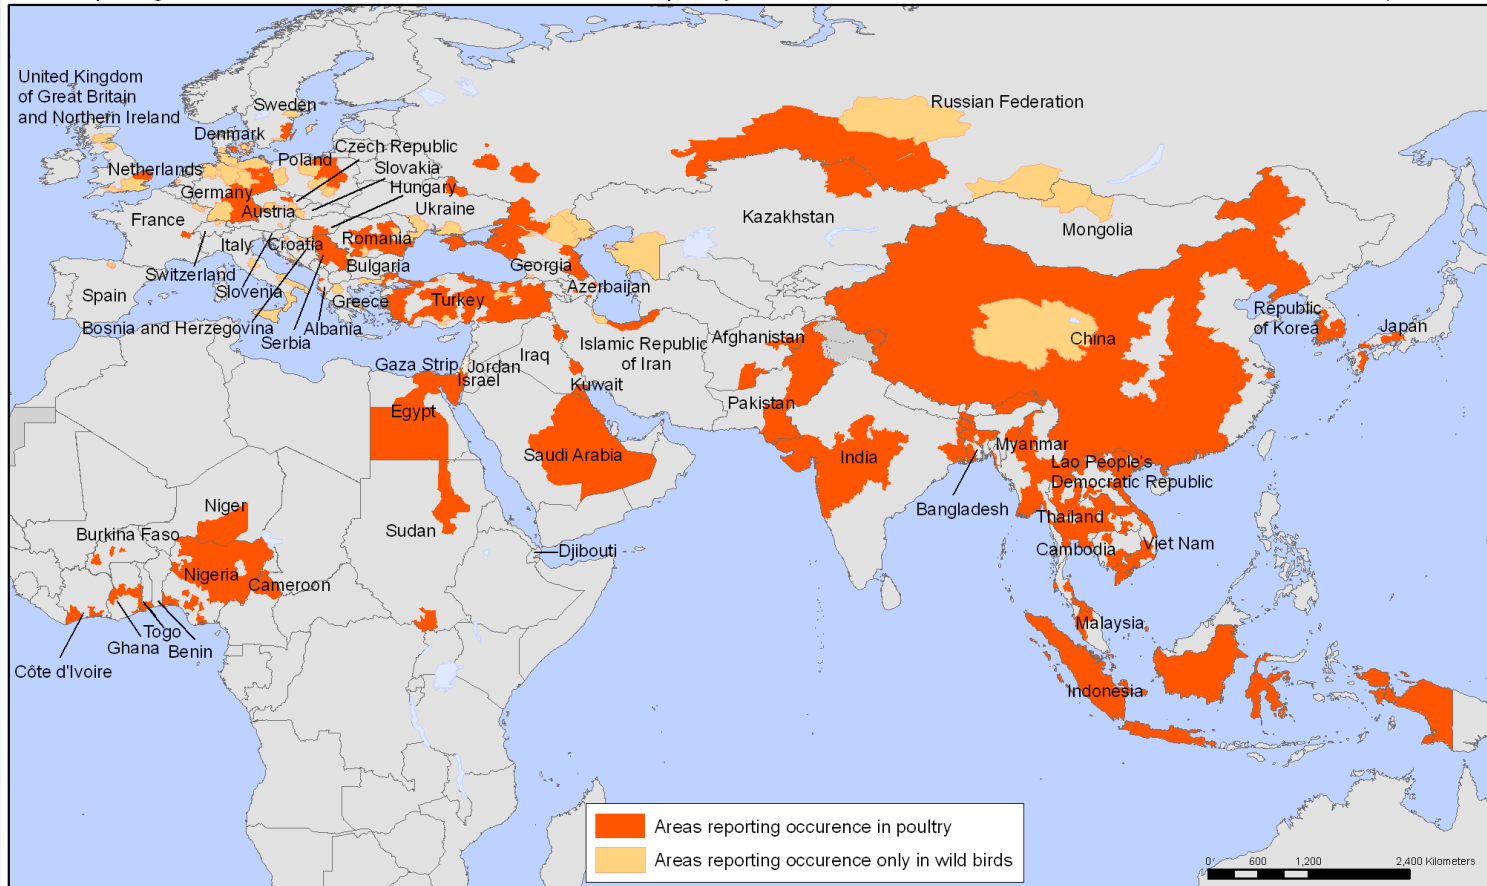 United Kingdom
of Great Britain
and Northern Ireland
Sweden
Denmark
Netherlands
Poland
Czech Republic
Slovakia
Germany
Hungary
Austria
Ukraine
France
Italy
Croatia
Romania
Switzerland
Bulgaria
Slovenia
Spain
Greece
Bosnia and Herzegovina
Albania
Serbia
Turkey
Georgia
Azerbaijan
Russian Federation
Kazakhstan
Mongolia
Afghanistan
Islamic Republic
of Iran
Iraq
Gaza Strip
Jordan
Israel
Kuwait
Egypt
Pakistan
China
Republic
of Korea
Japan
Saudi Arabia
India
Myanmar
Lao People's
Democratic Republic
Bangladesh
Thailand
Viet Nam
Cambodia
Niger
Sudan
Burkina Faso
Djibouti
Nigeria
Cameroon
Togo
Ghana
Benin
Côte d'Ivoire
Malaysia
Indonesia
Areas reporting occurence in poultry
Areas reporting occurence only in wild birds
0 600 1,200 2,400 Kilometers